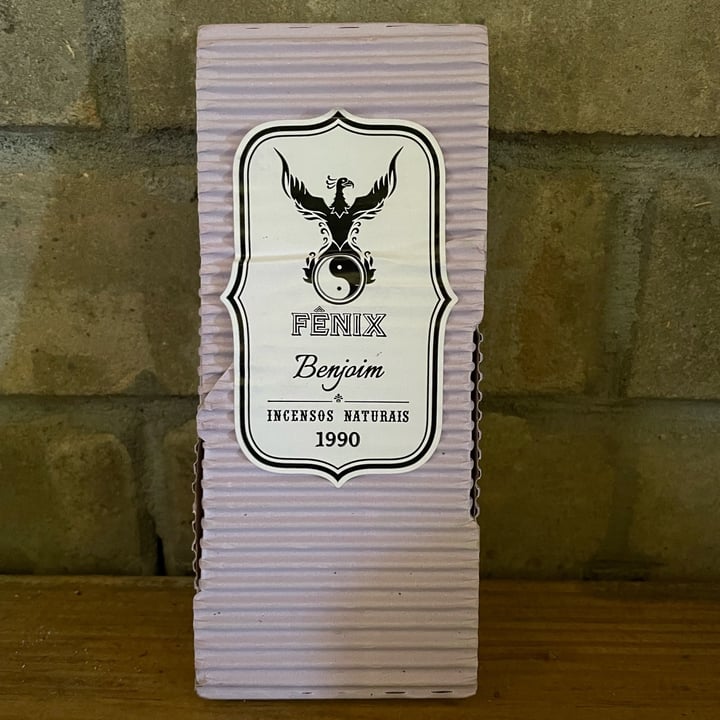 FÊNIX
Benjoim
INCENSOS NATURAIS
1990